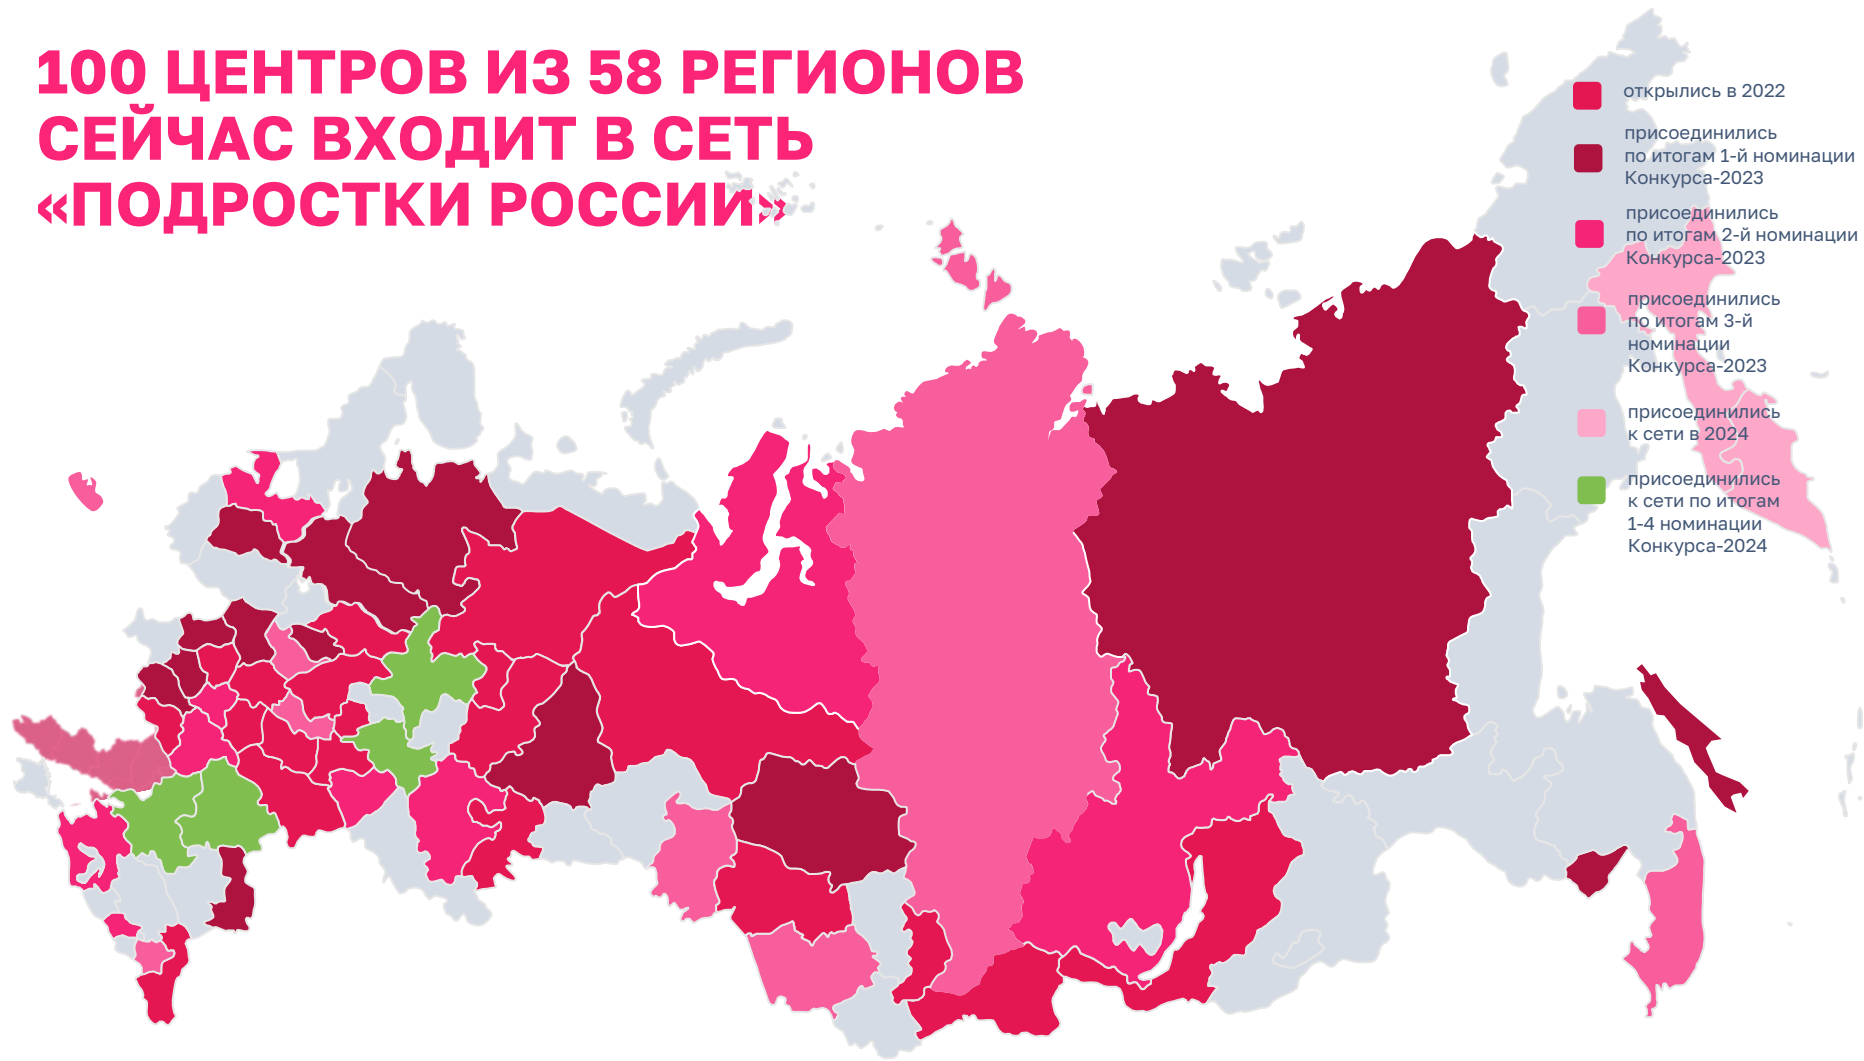 100 ЦЕНТРОВ ИЗ 58 РЕГИОНОВ
СЕЙЧАС ВХОДИТ В СЕТЬ
«ПОДРОСТКИ РОССИИ»
открылись в 2022
присоединились
по итогам 1-й номинации
Конкурса-2023
присоединились
по итогам 2-й номинации
Конкурса-2023
присоединились
по итогам 3-й
номинации
Конкурса-2023
присоединились
к сети в 2024
присоединились
к сети по итогам
1-4 номинации
Конкурса-2024